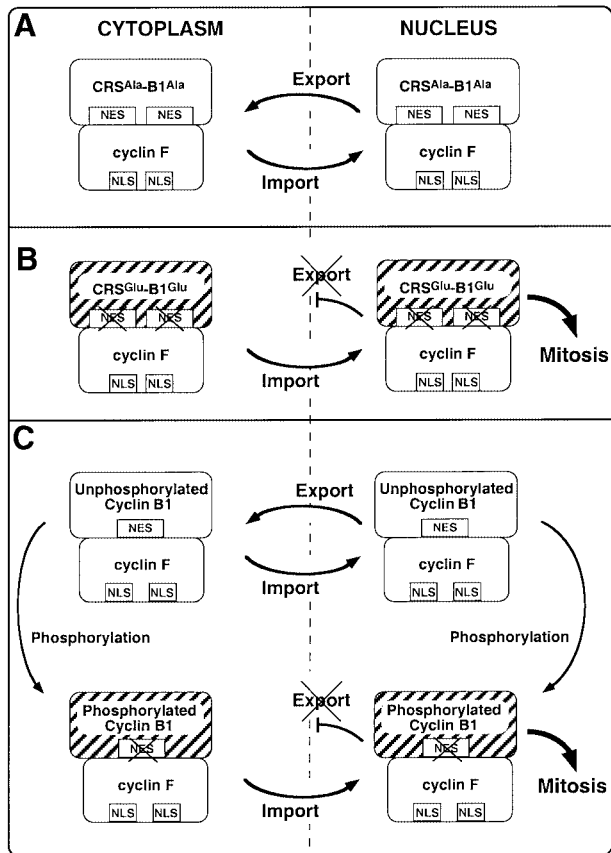 A
CYTOPLASM
NUCLEUS
CRSAla-B1Ala
NES NES
cyclin F
NLS NLS
Export
Import
CRSAla-B1Ala
NES NES
cyclin F
NLS NLS
B
CRSGlu-B1Glu
NES NES
cyclin F
NLS NLS
Export
Import
CRSGlu-B1Glu
NES NES
cyclin F
NLS NLS
Mitosis
C
Unphosphorylated
Cyclin B1
NES
cyclin F
NLS NLS
Export
Import
Unphosphorylated
Cyclin B1
NES
cyclin F
NLS NLS
Phosphorylation
Phosphorylation
Phosphorylated
Cyclin B1
NES
cyclin F
NLS NLS
Export
Import
Phosphorylated
Cyclin B1
NES
cyclin F
NLS NLS
Mitosis